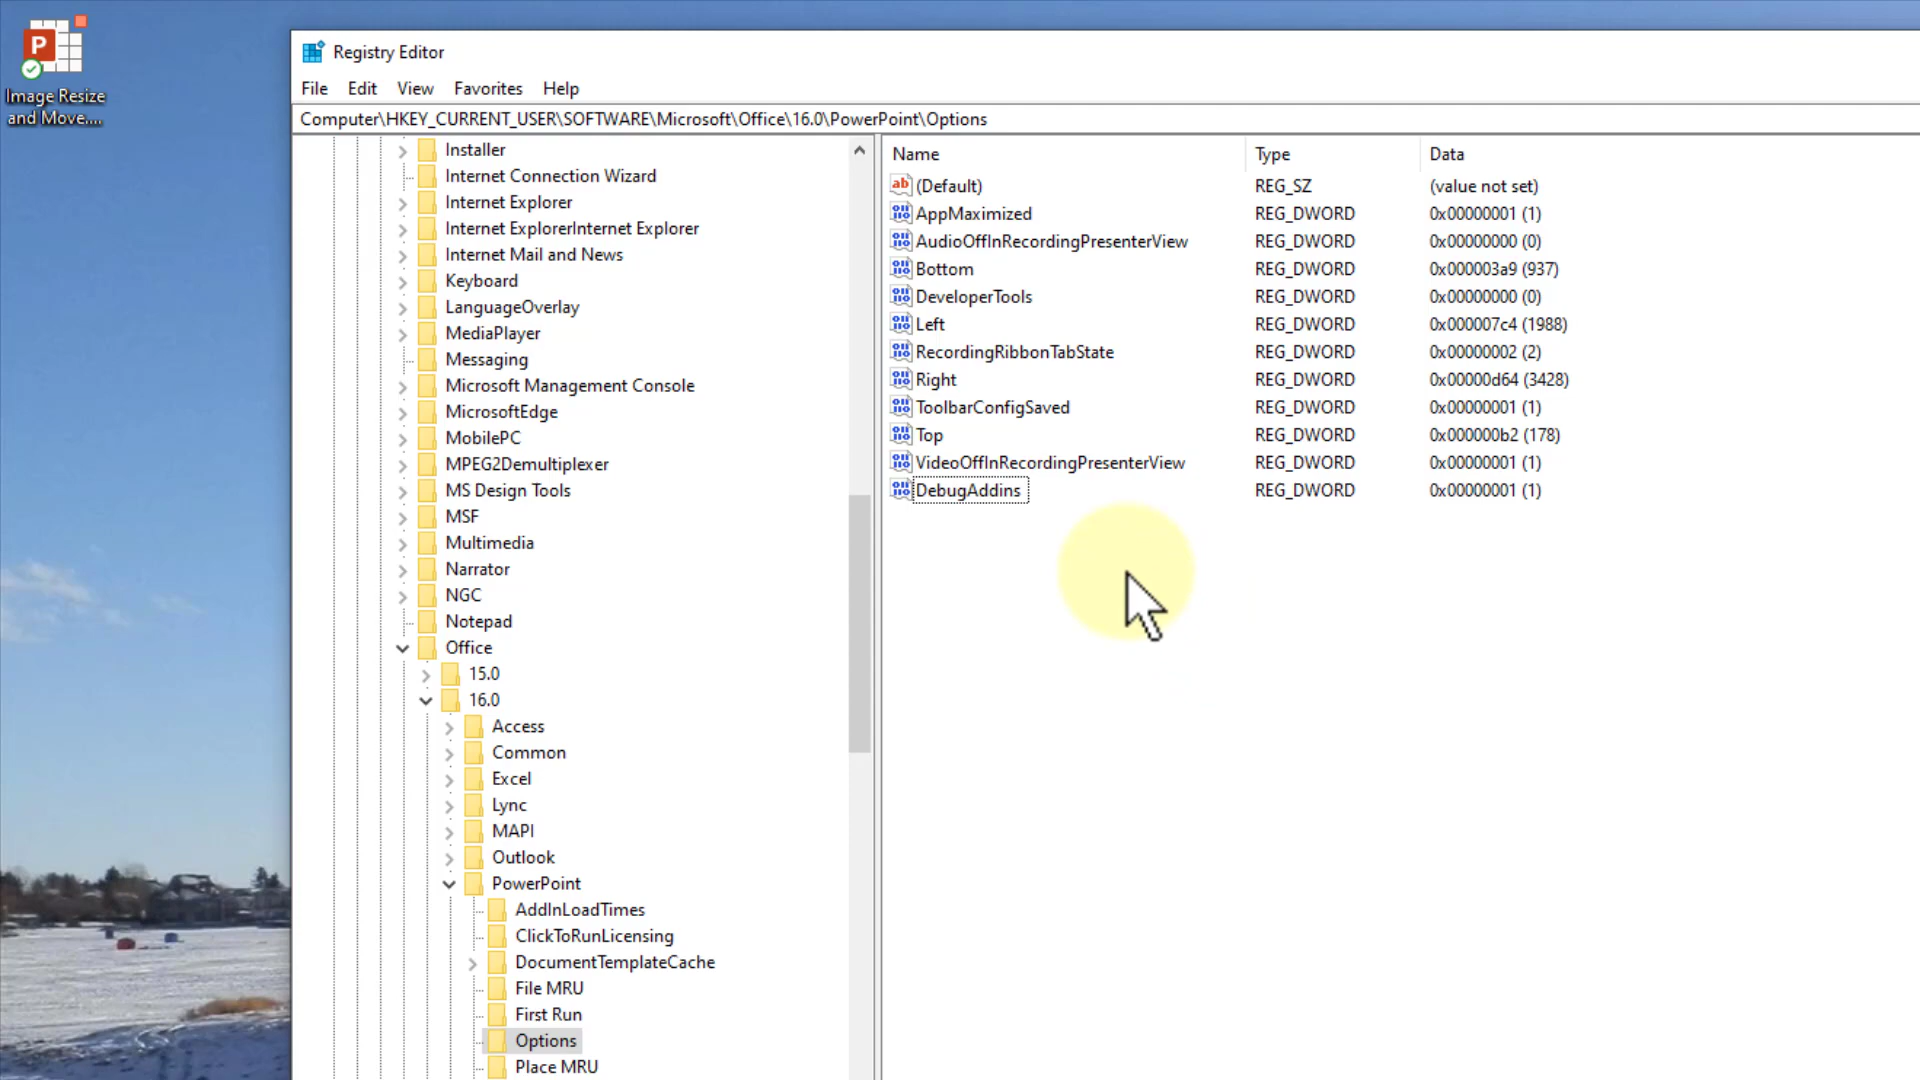 P
Image Resize
and Move....
Registry Editor
File Edit View Favorites Help
Computer\HKEY_CURRENT_USER\SOFTWARE\Microsoft\Office\16.0\PowerPoint\Options
Installer
Internet Connection Wizard
Internet Explorer
Internet ExplorerInternet Explorer
Internet Mail and News
Keyboard
LanguageOverlay
MediaPlayer
Messaging
Microsoft Management Console
MicrosoftEdge
MobilePC
MPEG2Demultiplexer
MS Design Tools
MSF
Multimedia
Narrator
NGC
Notepad
Office
15.0
16.0
Access
Common
Excel
Lync
MAPI
Outlook
PowerPoint
AddInLoadTimes
ClickToRunLicensing
DocumentTemplateCache
File MRU
First Run
Options
Place MRU
Name Type Data
(Default) REG_SZ (value not set)
AppMaximized REG_DWORD 0x00000001 (1)
AudioOffInRecordingPresenterView REG_DWORD 0x00000000 (0)
Bottom REG_DWORD 0x000003a9 (937)
DeveloperTools REG_DWORD 0x00000000 (0)
Left REG_DWORD 0x000007c4 (1988)
RecordingRibbonTabState REG_DWORD 0x00000002 (2)
Right REG_DWORD 0x00000d64 (3428)
ToolbarConfigSaved REG_DWORD 0x00000001 (1)
Top REG_DWORD 0x000000b2 (178)
VideoOffInRecordingPresenterView REG_DWORD 0x00000001 (1)
DebugAddins REG_DWORD 0x00000001 (1)